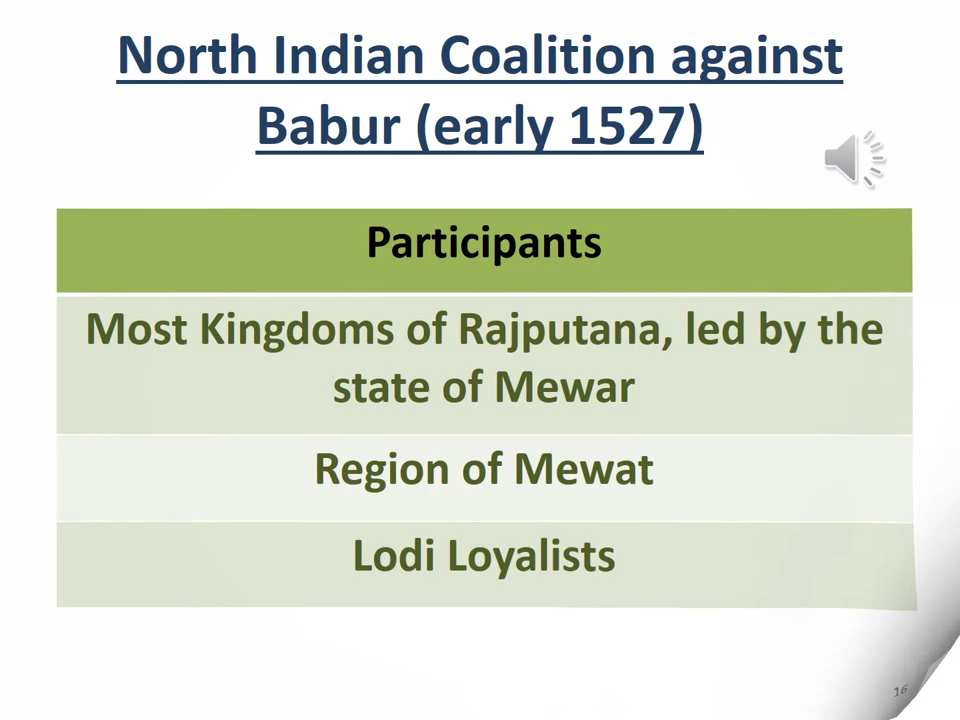 North Indian Coalition against
Babur (early 1527)
Participants
Most Kingdoms of Rajputana, led by the
state of Mewar
Region of Mewat
Lodi Loyalists
16